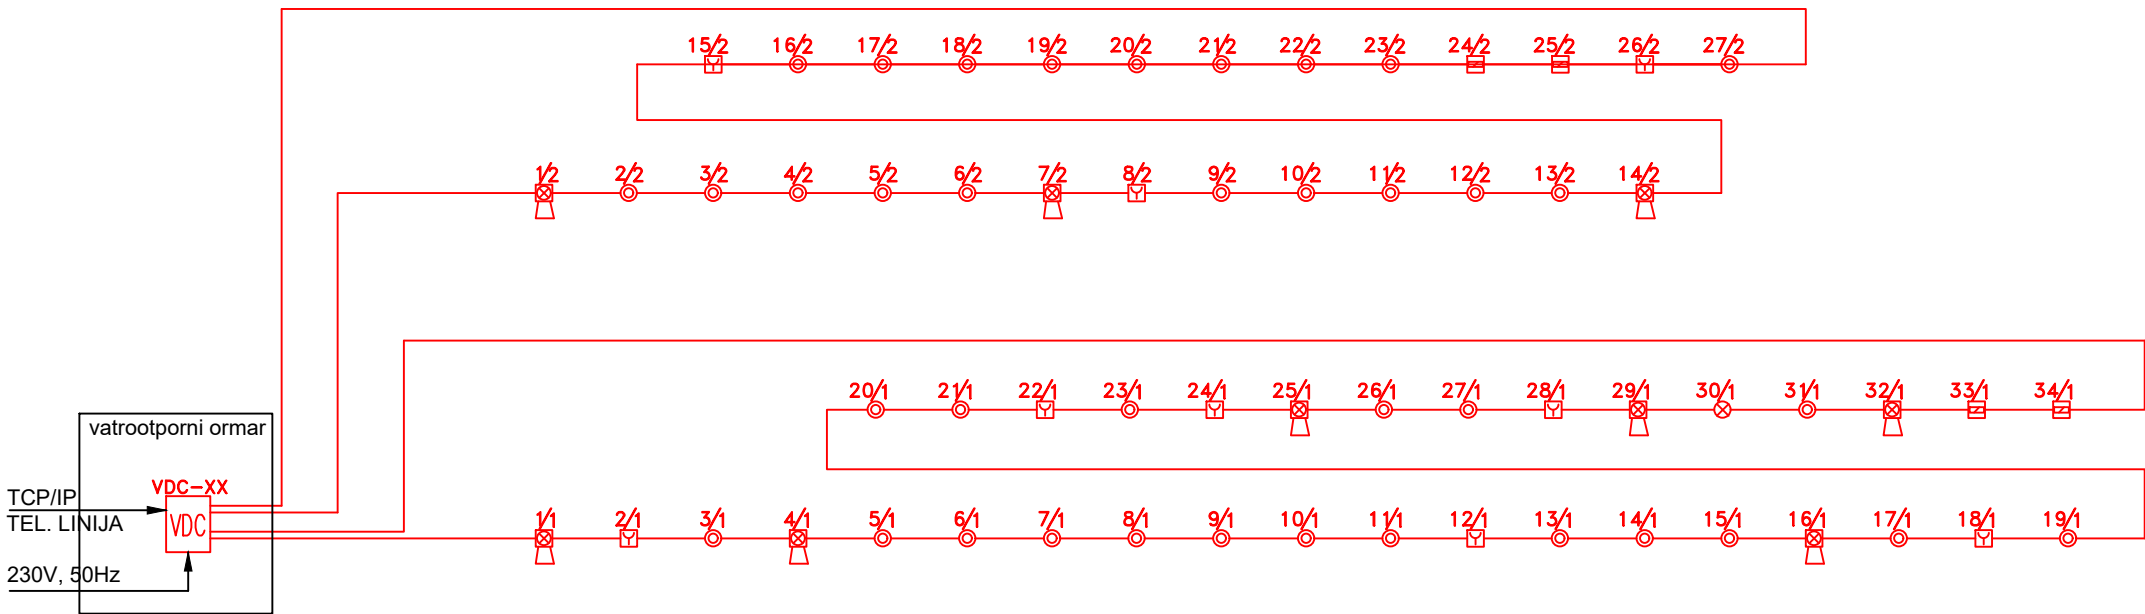 15/2 16/2 17/2 18/2 19/2 20/2 21/2 22/2 23/2 24/2 25/2 26/2 27/2
1/2 2/2 3/2 4/2 5/2 6/2 7/2 8/2 9/2 10/2 11/2 12/2 13/2 14/2
20/1 21/1 22/1 23/1 24/1 25/1 26/1 27/1 28/1 29/1 30/1 31/1 32/1 33/1 34/1
vatrootporni ormar
VDC-XX
TCP/IP
TEL. LINIJA
VDC
1/1 2/1 3/1 4/1 5/1 6/1 7/1 8/1 9/1 10/1 11/1 12/1 13/1 14/1 15/1 16/1 17/1 18/1 19/1
230V, 50Hz